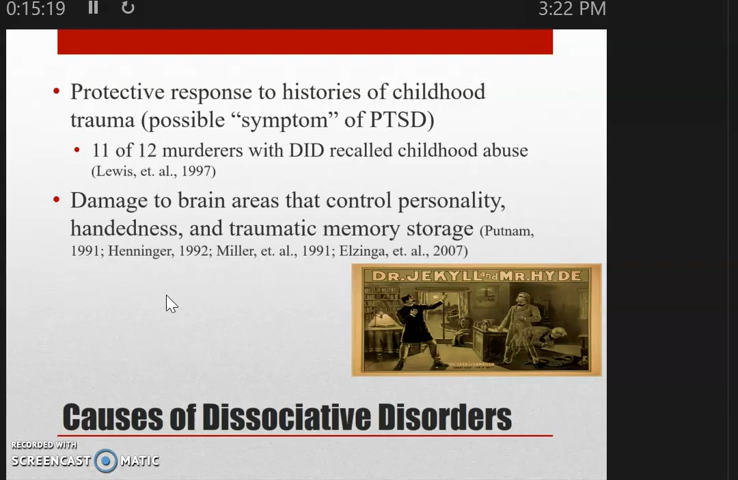 0:15:19
3:22 PM
• Protective response to histories of childhood
trauma (possible “symptom” of PTSD)
• 11 of 12 murderers with DID recalled childhood abuse
(Lewis, et. al., 1997)
• Damage to brain areas that control personality,
handedness, and traumatic memory storage (Putnam,
1991; Henninger, 1992; Miller, et. al., 1991; Elzinga, et. al., 2007)
DR. JEKYLL and MR. HYDE
Causes of Dissociative Disorders
RECORDED WITH
SCREENCAST MATIC